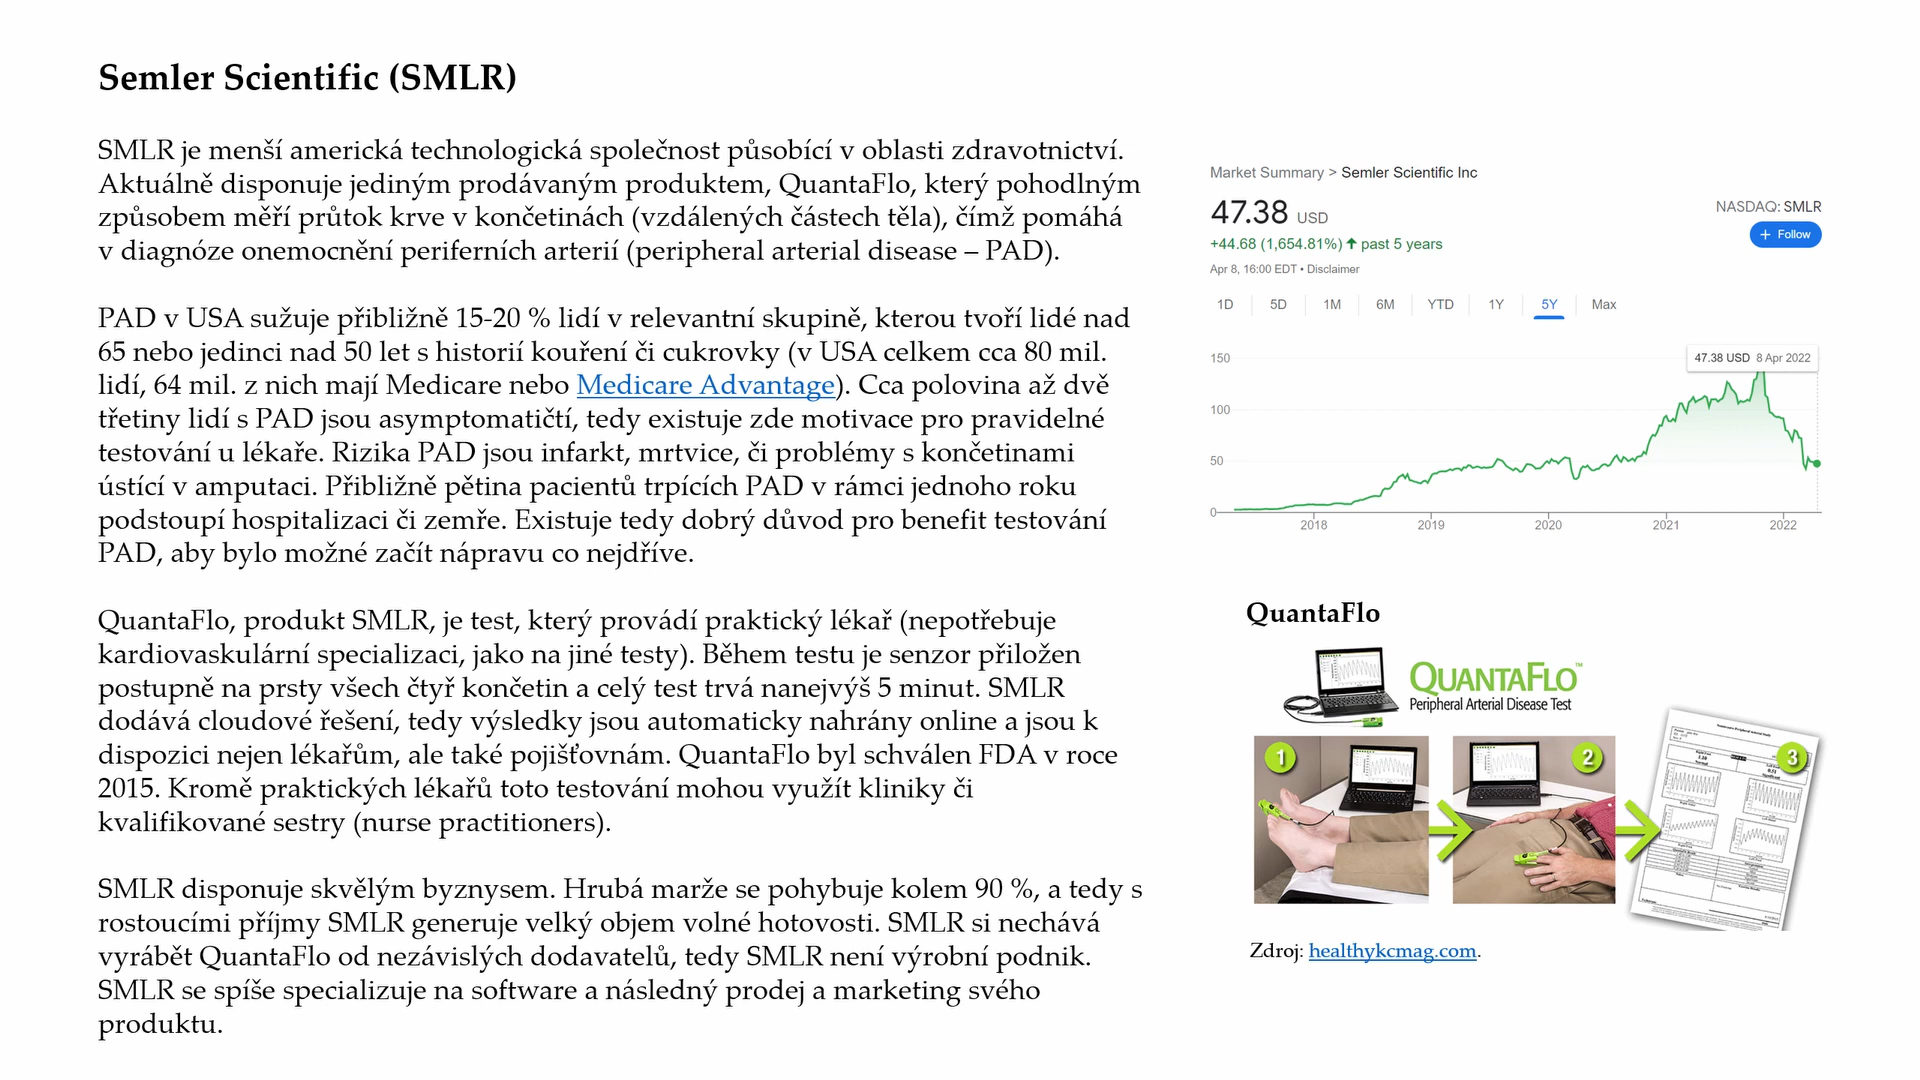 Semler Scientific (SMLR)
SMLR je menší americká technologická společnost působící v oblasti zdravotnictví.
Aktuálně disponuje jediným prodávaným produktem, QuantaFlo, který pohodlným
způsobem měří průtok krve v končetinách (vzdálených částech těla), čímž pomáhá
v diagnóze onemocnění periferních arterií (peripheral arterial disease – PAD).
PAD v USA sužuje přibližně 15-20 % lidí v relevantní skupině, kterou tvoří lidé nad
65 nebo jedinci nad 50 let s historií kouření či cukrovky (v USA celkem cca 80 mil.
lidí, 64 mil. z nich mají Medicare nebo Medicare Advantage). Cca polovina až dvě
třetiny lidí s PAD jsou asymptomatičtí, tedy existuje zde motivace pro pravidelné
testování u lékaře. Rizika PAD jsou infarkt, mrtvice, či problémy s končetinami
ústící v amputaci. Přibližně pětina pacientů trpících PAD v rámci jednoho roku
podstoupí hospitalizaci či zemře. Existuje tedy dobrý důvod pro benefit testování
PAD, aby bylo možné začít nápravu co nejdříve.
QuantaFlo, produkt SMLR, je test, který provádí praktický lékař (nepotřebuje
kardiovaskulární specializaci, jako na jiné testy). Během testu je senzor přiložen
postupně na prsty všech čtyř končetin a celý test trvá nanejvýš 5 minut. SMLR
dodává cloudové řešení, tedy výsledky jsou automaticky nahrány online a jsou k
dispozici nejen lékařům, ale také pojišťovnám. QuantaFlo byl schválen FDA v roce
2015. Kromě praktických lékařů toto testování mohou využít kliniky či
kvalifikované sestry (nurse practitioners).
SMLR disponuje skvělým byznysem. Hrubá marže se pohybuje kolem 90 %, a tedy s
rostoucími příjmy SMLR generuje velký objem volné hotovosti. SMLR si nechává
vyrábět QuantaFlo od nezávislých dodavatelů, tedy SMLR není výrobní podnik.
SMLR se spíše specializuje na software a následný prodej a marketing svého
produktu.
Market Summary > Semler Scientific Inc
47.38 USD
NASDAQ: SMLR
+ Follow
+44.68 (1,654.81%) ↑ past 5 years
Apr 8, 16:00 EDT • Disclaimer
1D 5D 1M 6M YTD 1Y 5Y Max
47.38 USD 8 Apr 2022
150
100
50
0
2018 2019 2020 2021 2022
QuantaFlo
QUANTAFLO™
Peripheral Arterial Disease Test
1 2 3
Zdroj: healthykcmag.com.